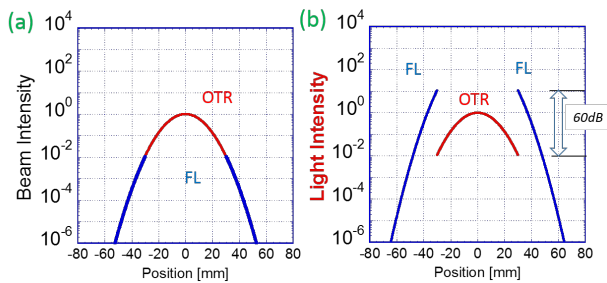 (a)
10^4
10^2
10^0
10^-2
10^-4
10^-6
Beam Intensity
OTR
FL
-80 -60 -40 -20 0 20 40 60 80
Position [mm]
(b)
10^4
10^2
10^0
10^-2
10^-4
10^-6
Light Intensity
FL
FL
OTR
60dB
-80 -60 -40 -20 0 20 40 60 80
Position [mm]